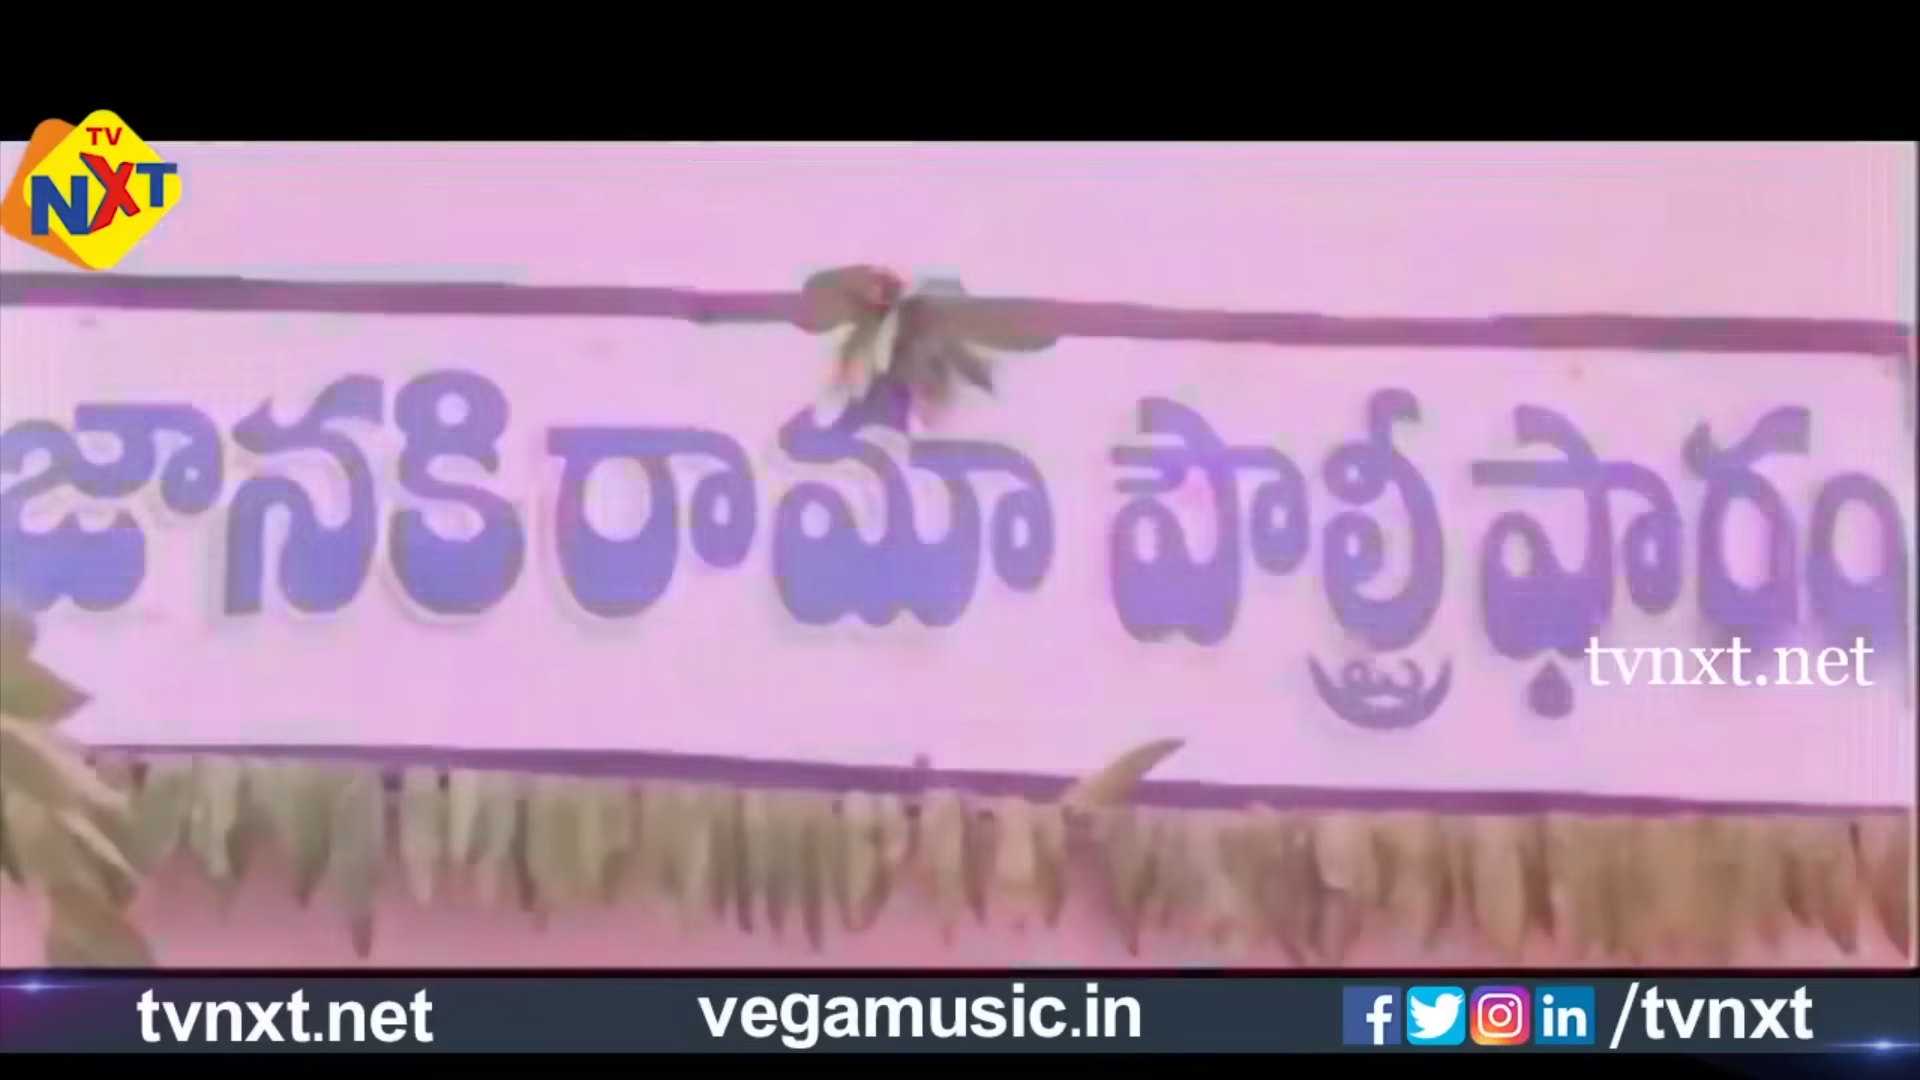 TV
NXT
జానకిరామా పౌల్ట్రీఫారం
tvnxt.net
tvnxt.net vegamusic.in /tvnxt